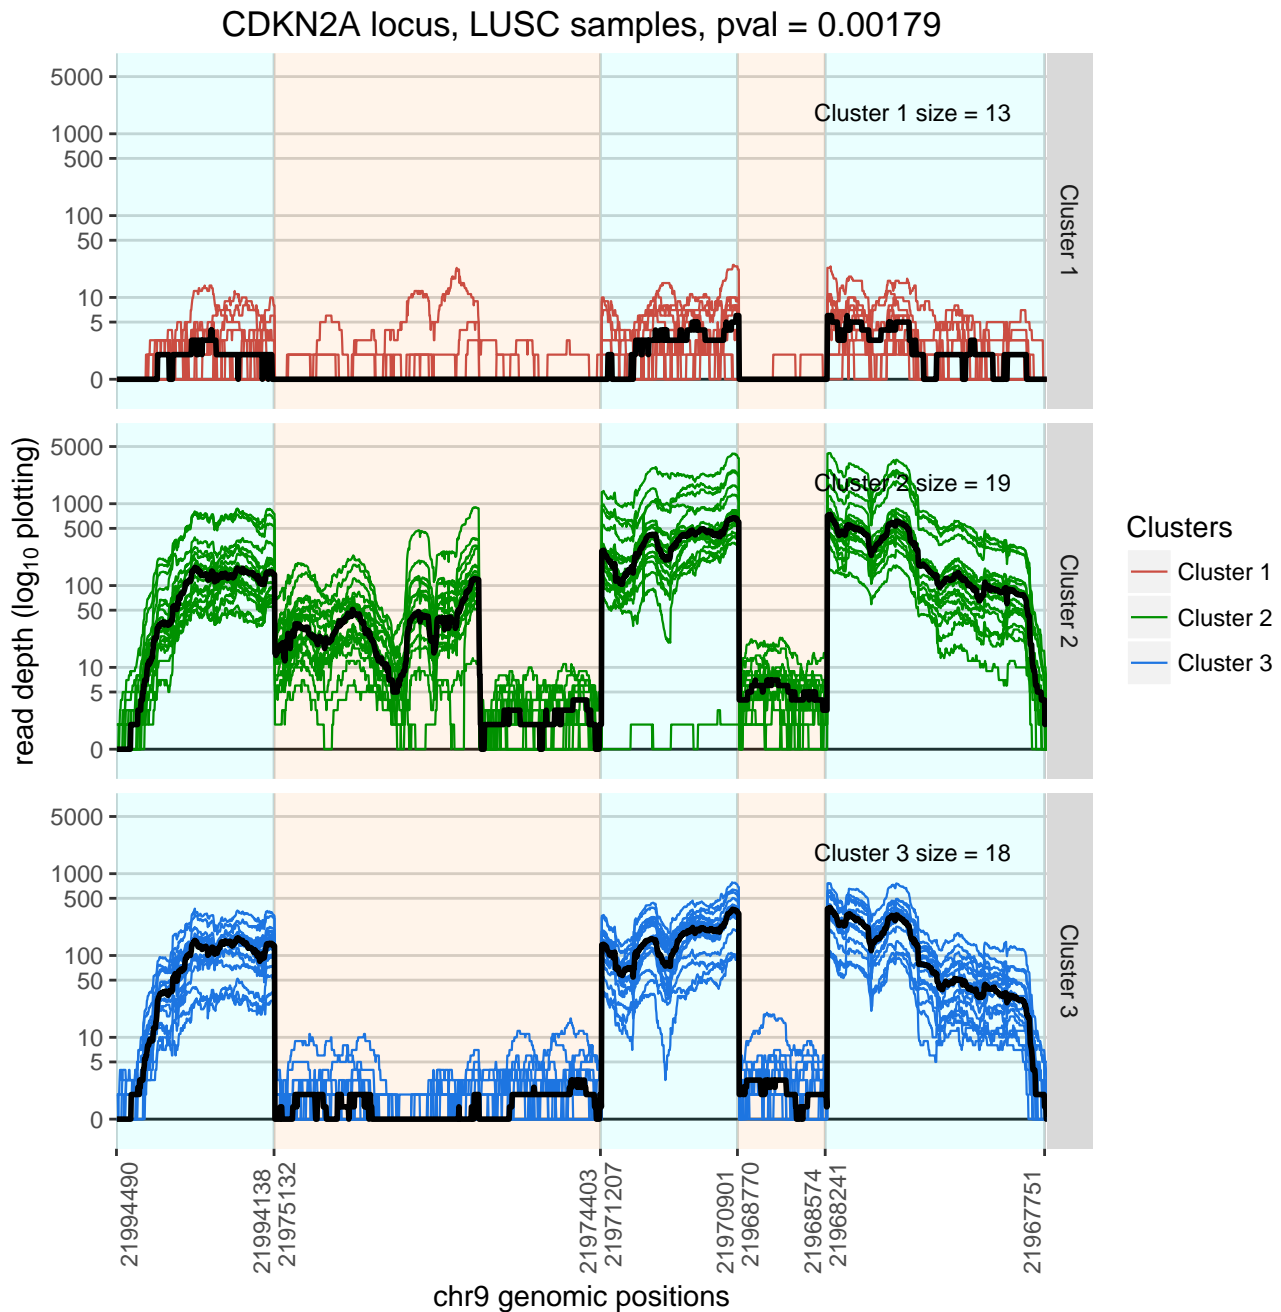 CDKN2A locus, LUSC samples, pval = 0.00179
read depth (log10 plotting)
5000
1000
500
100
50
10
5
0
Cluster 1 size = 13
Cluster 1
5000
1000
500
100
50
10
5
0
Cluster 2 size = 19
Cluster 2
5000
1000
500
100
50
10
5
0
Cluster 3 size = 18
Cluster 3
21994490
21994138
21975132
21974403
21971207
21970901
21968770
21968574
21968241
21967751
chr9 genomic positions
Clusters
Cluster 1
Cluster 2
Cluster 3